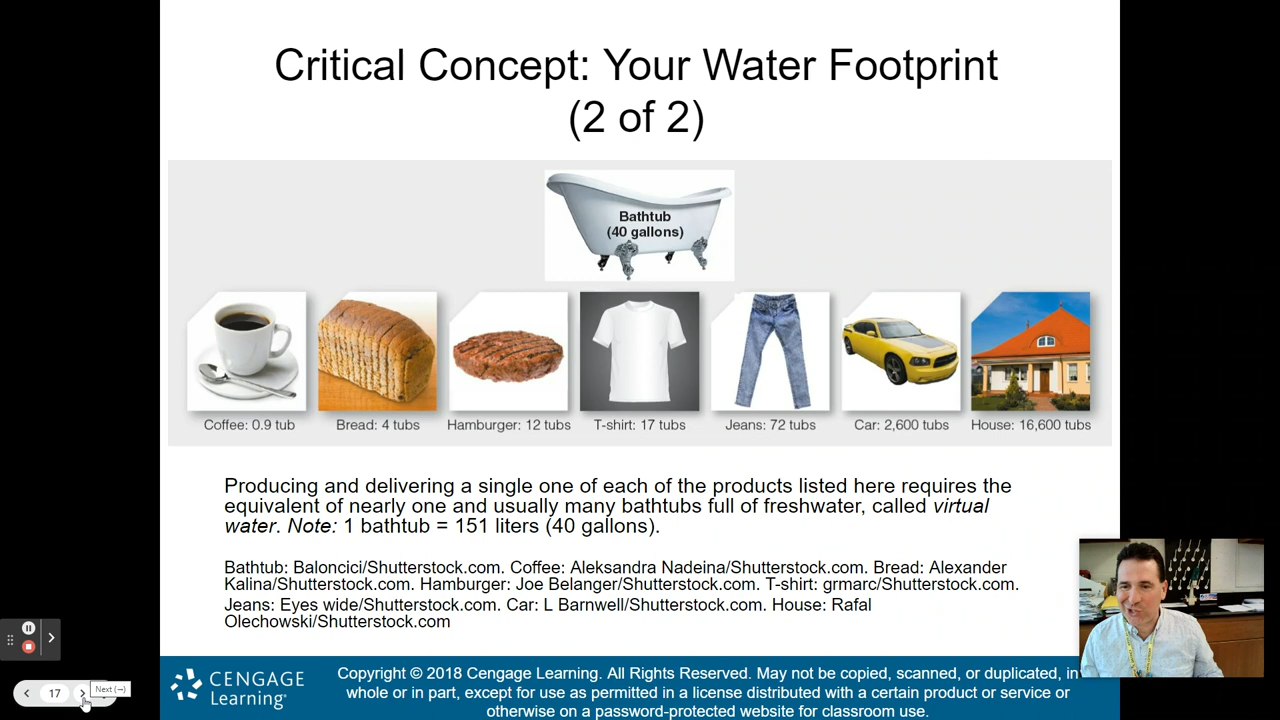 Critical Concept: Your Water Footprint
(2 of 2)
Bathtub
(40 gallons)
Coffee: 0.9 tub
Bread: 4 tubs
Hamburger: 12 tubs
T-shirt: 17 tubs
Jeans: 72 tubs
Car: 2,600 tubs
House: 16,600 tubs
Producing and delivering a single one of each of the products listed here requires the
equivalent of nearly one and usually many bathtubs full of freshwater, called virtual
water. Note: 1 bathtub = 151 liters (40 gallons).
Bathtub: Baloncici/Shutterstock.com. Coffee: Aleksandra Nadeina/Shutterstock.com. Bread: Alexander
Kalina/Shutterstock.com. Hamburger: Joe Belanger/Shutterstock.com. T-shirt: grmarc/Shutterstock.com.
Jeans: Eyes wide/Shutterstock.com. Car: L Barnwell/Shutterstock.com. House: Rafal
Olechowski/Shutterstock.com
17
Next (→)
CENGAGE
Learning®
Copyright © 2018 Cengage Learning. All Rights Reserved. May not be copied, scanned, or duplicated, in
whole or in part, except for use as permitted in a license distributed with a certain product or service or
otherwise on a password-protected website for classroom use.